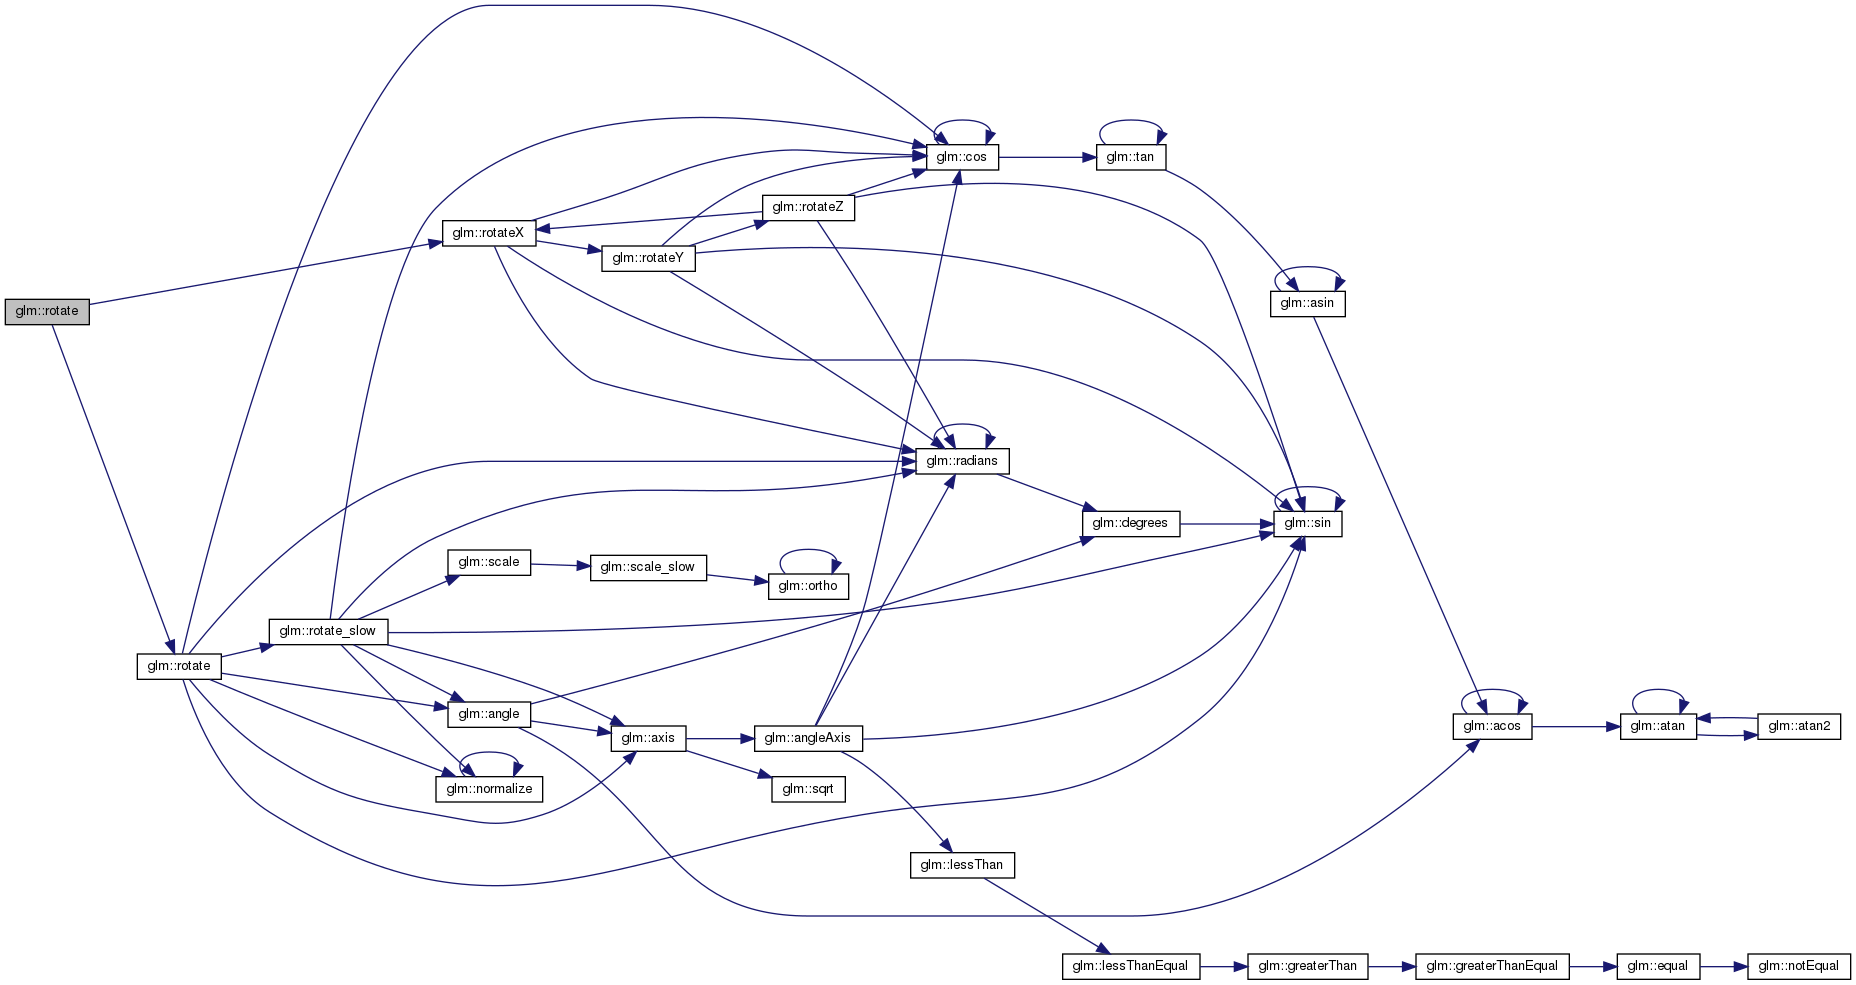 glm::cos
glm::tan
glm::rotateZ
glm::rotateX
glm::rotateY
glm::rotate
glm::asin
glm::radians
glm::degrees
glm::sin
glm::scale
glm::scale_slow
glm::ortho
glm::rotate_slow
glm::rotate
glm::angle
glm::axis
glm::angleAxis
glm::acos
glm::atan
glm::atan2
glm::normalize
glm::sqrt
glm::lessThan
glm::lessThanEqual
glm::greaterThan
glm::greaterThanEqual
glm::equal
glm::notEqual